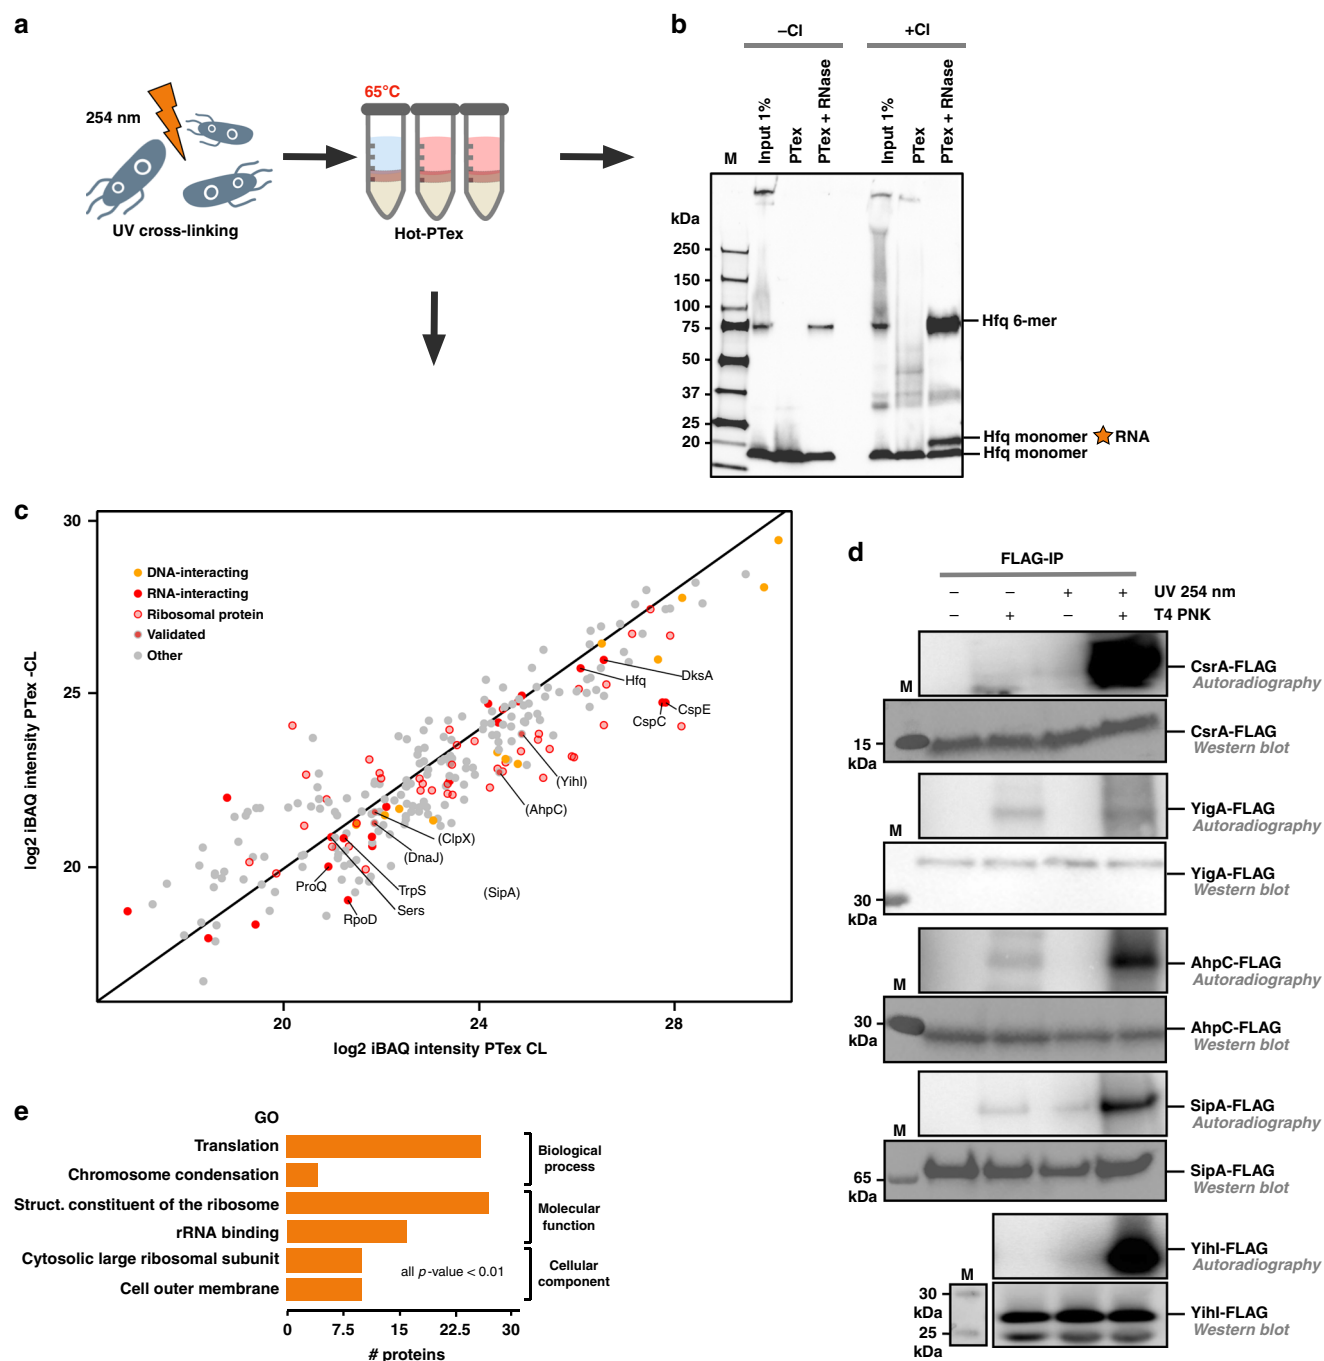 a
254 nm
UV cross-linking
65°C
Hot-PTex
b
–Cl
+Cl
M
Input 1%
PTex
PTex + RNase
Input 1%
PTex
PTex + RNase
kDa
250
150
100
75
50
37
25
20
Hfq 6-mer
Hfq monomer RNA
Hfq monomer
c
log2 iBAQ intensity PTex -CL
30
25
20
DNA-interacting
RNA-interacting
Ribosomal protein
Validated
Other
Hfq
DksA
CspC
CspE
(YihI)
(AhpC)
(ClpX)
(DnaJ)
(SipA)
ProQ
TrpS
Sers
RpoD
20
24
28
log2 iBAQ intensity PTex CL
d
FLAG-IP
– – + + UV 254 nm
– + – + T4 PNK
M
CsrA-FLAG
Autoradiography
15
kDa
CsrA-FLAG
Western blot
M
YigA-FLAG
Autoradiography
30
kDa
YigA-FLAG
Western blot
M
AhpC-FLAG
Autoradiography
30
kDa
AhpC-FLAG
Western blot
M
SipA-FLAG
Autoradiography
65
kDa
SipA-FLAG
Western blot
YihI-FLAG
Autoradiography
M
30
kDa
25
kDa
YihI-FLAG
Western blot
e
GO
Translation
Chromosome condensation
Struct. constituent of the ribosome
rRNA binding
Cytosolic large ribosomal subunit
Cell outer membrane
Biological
process
Molecular
function
Cellular
component
all p-value < 0.01
0
7.5
15
22.5
30
# proteins